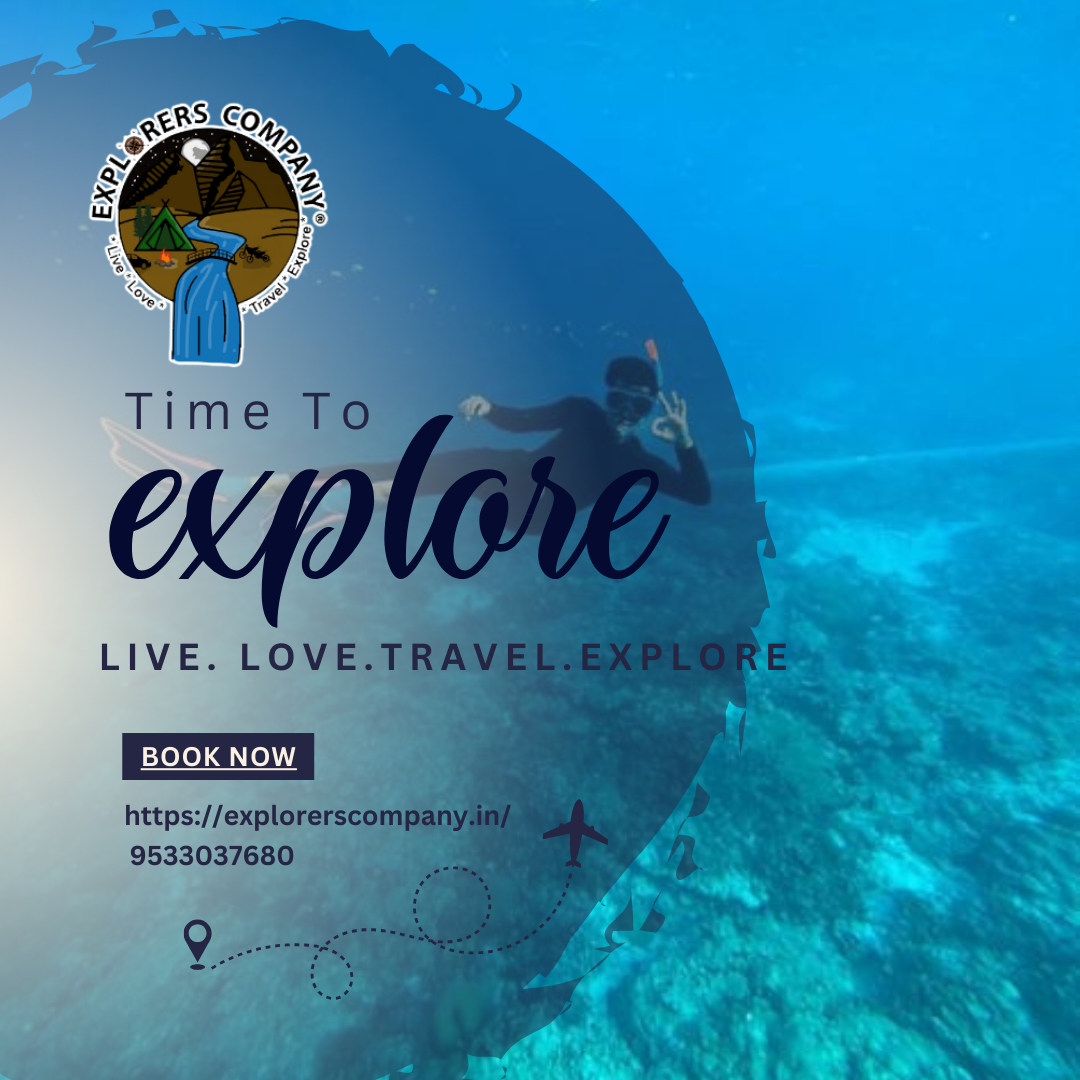 EXPLORERS COMPANY®
* Live * Love * * Travel * Explore *
Time To
explore
LIVE. LOVE.TRAVEL.EXPLORE
BOOK NOW
https://explorerscompany.in/
9533037680